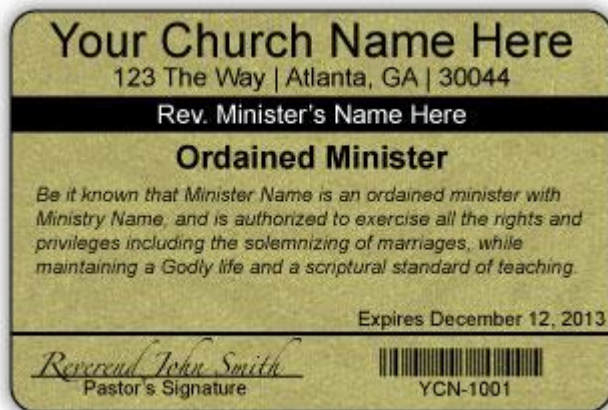 Your Church Name Here
123 The Way | Atlanta, GA | 30044
Rev. Minister's Name Here
Ordained Minister
Be it known that Minister Name is an ordained minister with
Ministry Name, and is authorized to exercise all the rights and
privileges including the solemnizing of marriages, while
maintaining a Godly life and a scriptural standard of teaching.
Expires December 12, 2013
Reverend John Smith
Pastor's Signature
YCN-1001